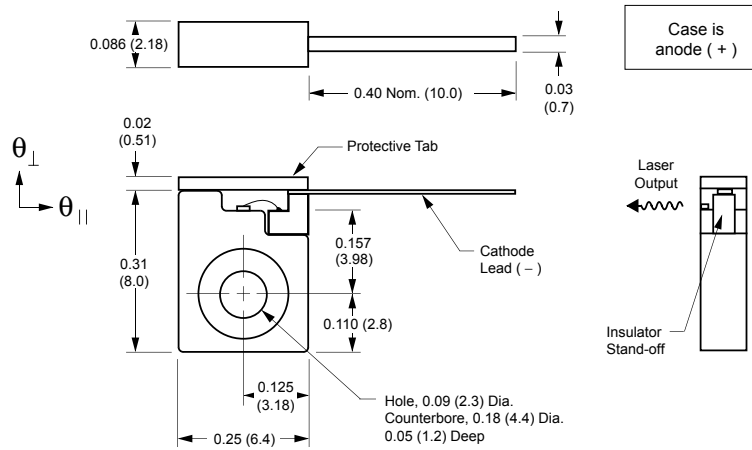 0.086 (2.18)
0.40 Nom. (10.0)
0.03
(0.7)
Case is
anode ( + )
0.02
(0.51)
Protective Tab
θ⊥
θ||
Laser
Output
0.31
(8.0)
0.157
(3.98)
Cathode
Lead ( – )
0.110 (2.8)
Insulator
Stand-off
0.125
(3.18)
Hole, 0.09 (2.3) Dia.
Counterbore, 0.18 (4.4) Dia.
0.05 (1.2) Deep
0.25 (6.4)